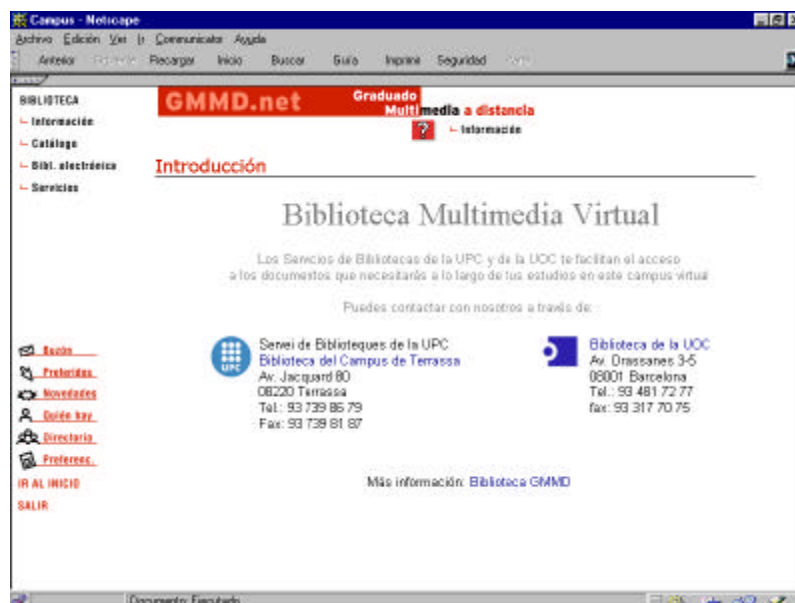 Campus - Netscape
Archivo Edición Ver Ir Communicator Ayuda
Anterior Recargar Inicio Buscar Guía Imprimir Seguridad
BIBLIOTECA
Información
Catálogo
Bibl. electrónica
Servicios
GMMD.net
Graduado
Multimedia a distancia
? Información
Introducción
Biblioteca Multimedia Virtual
Los Servicios de Bibliotecas de la UPC y de la UOC te facilitan el acceso
a los documentos que necesitarás a lo largo de tus estudios en este campus virtual
Puedes contactar con nosotros a través de:
UPC
Servei de Biblioteques de la UPC
Biblioteca del Campus de Terrassa
Av. Jacquard 80
08220 Terrassa
Tel.: 93 739 86 79
Fax: 93 739 81 87
Biblioteca de la UOC
Av. Drassanes 3-5
08001 Barcelona
Tel.: 93 481 72 77
fax: 93 317 70 75
Más información: Biblioteca GMMD
Buzón
Preferidos
Novedades
Quién hay
Directorio
Preferenc.
IR AL INICIO
SALIR
Documento: Ejecutado